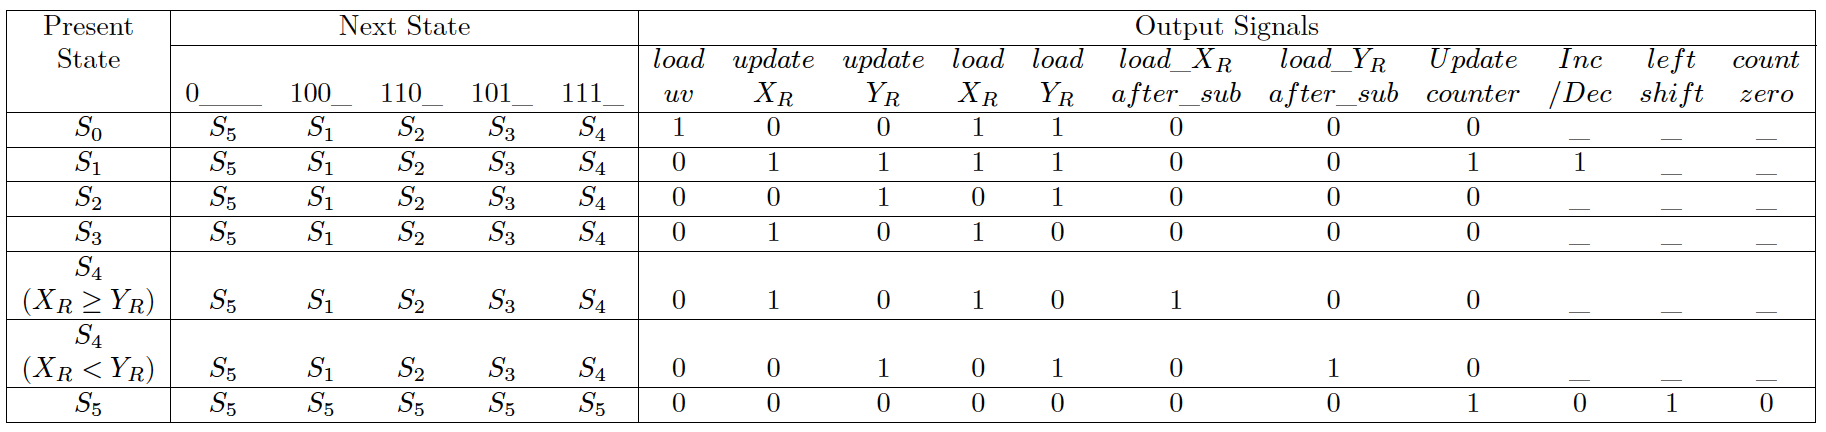 Present Next State Output Signals
State load update update load load load_X_R load_Y_R Update Inc left count
0____ 100_ 110_ 101_ 111_ uv X_R Y_R X_R Y_R after_sub after_sub counter /Dec shift zero
S_0 S_5 S_1 S_2 S_3 S_4 1 0 0 1 1 0 0 0 _ _ _
S_1 S_5 S_1 S_2 S_3 S_4 0 1 1 1 1 0 0 1 1 _ _
S_2 S_5 S_1 S_2 S_3 S_4 0 0 1 0 1 0 0 0 _ _ _
S_3 S_5 S_1 S_2 S_3 S_4 0 1 0 1 0 0 0 0 _ _ _
S_4
(X_R ≥ Y_R) S_5 S_1 S_2 S_3 S_4 0 1 0 1 0 1 0 0 _ _ _
S_4
(X_R < Y_R) S_5 S_1 S_2 S_3 S_4 0 0 1 0 1 0 1 0 _ _ _
S_5 S_5 S_5 S_5 S_5 S_5 0 0 0 0 0 0 0 1 0 1 0